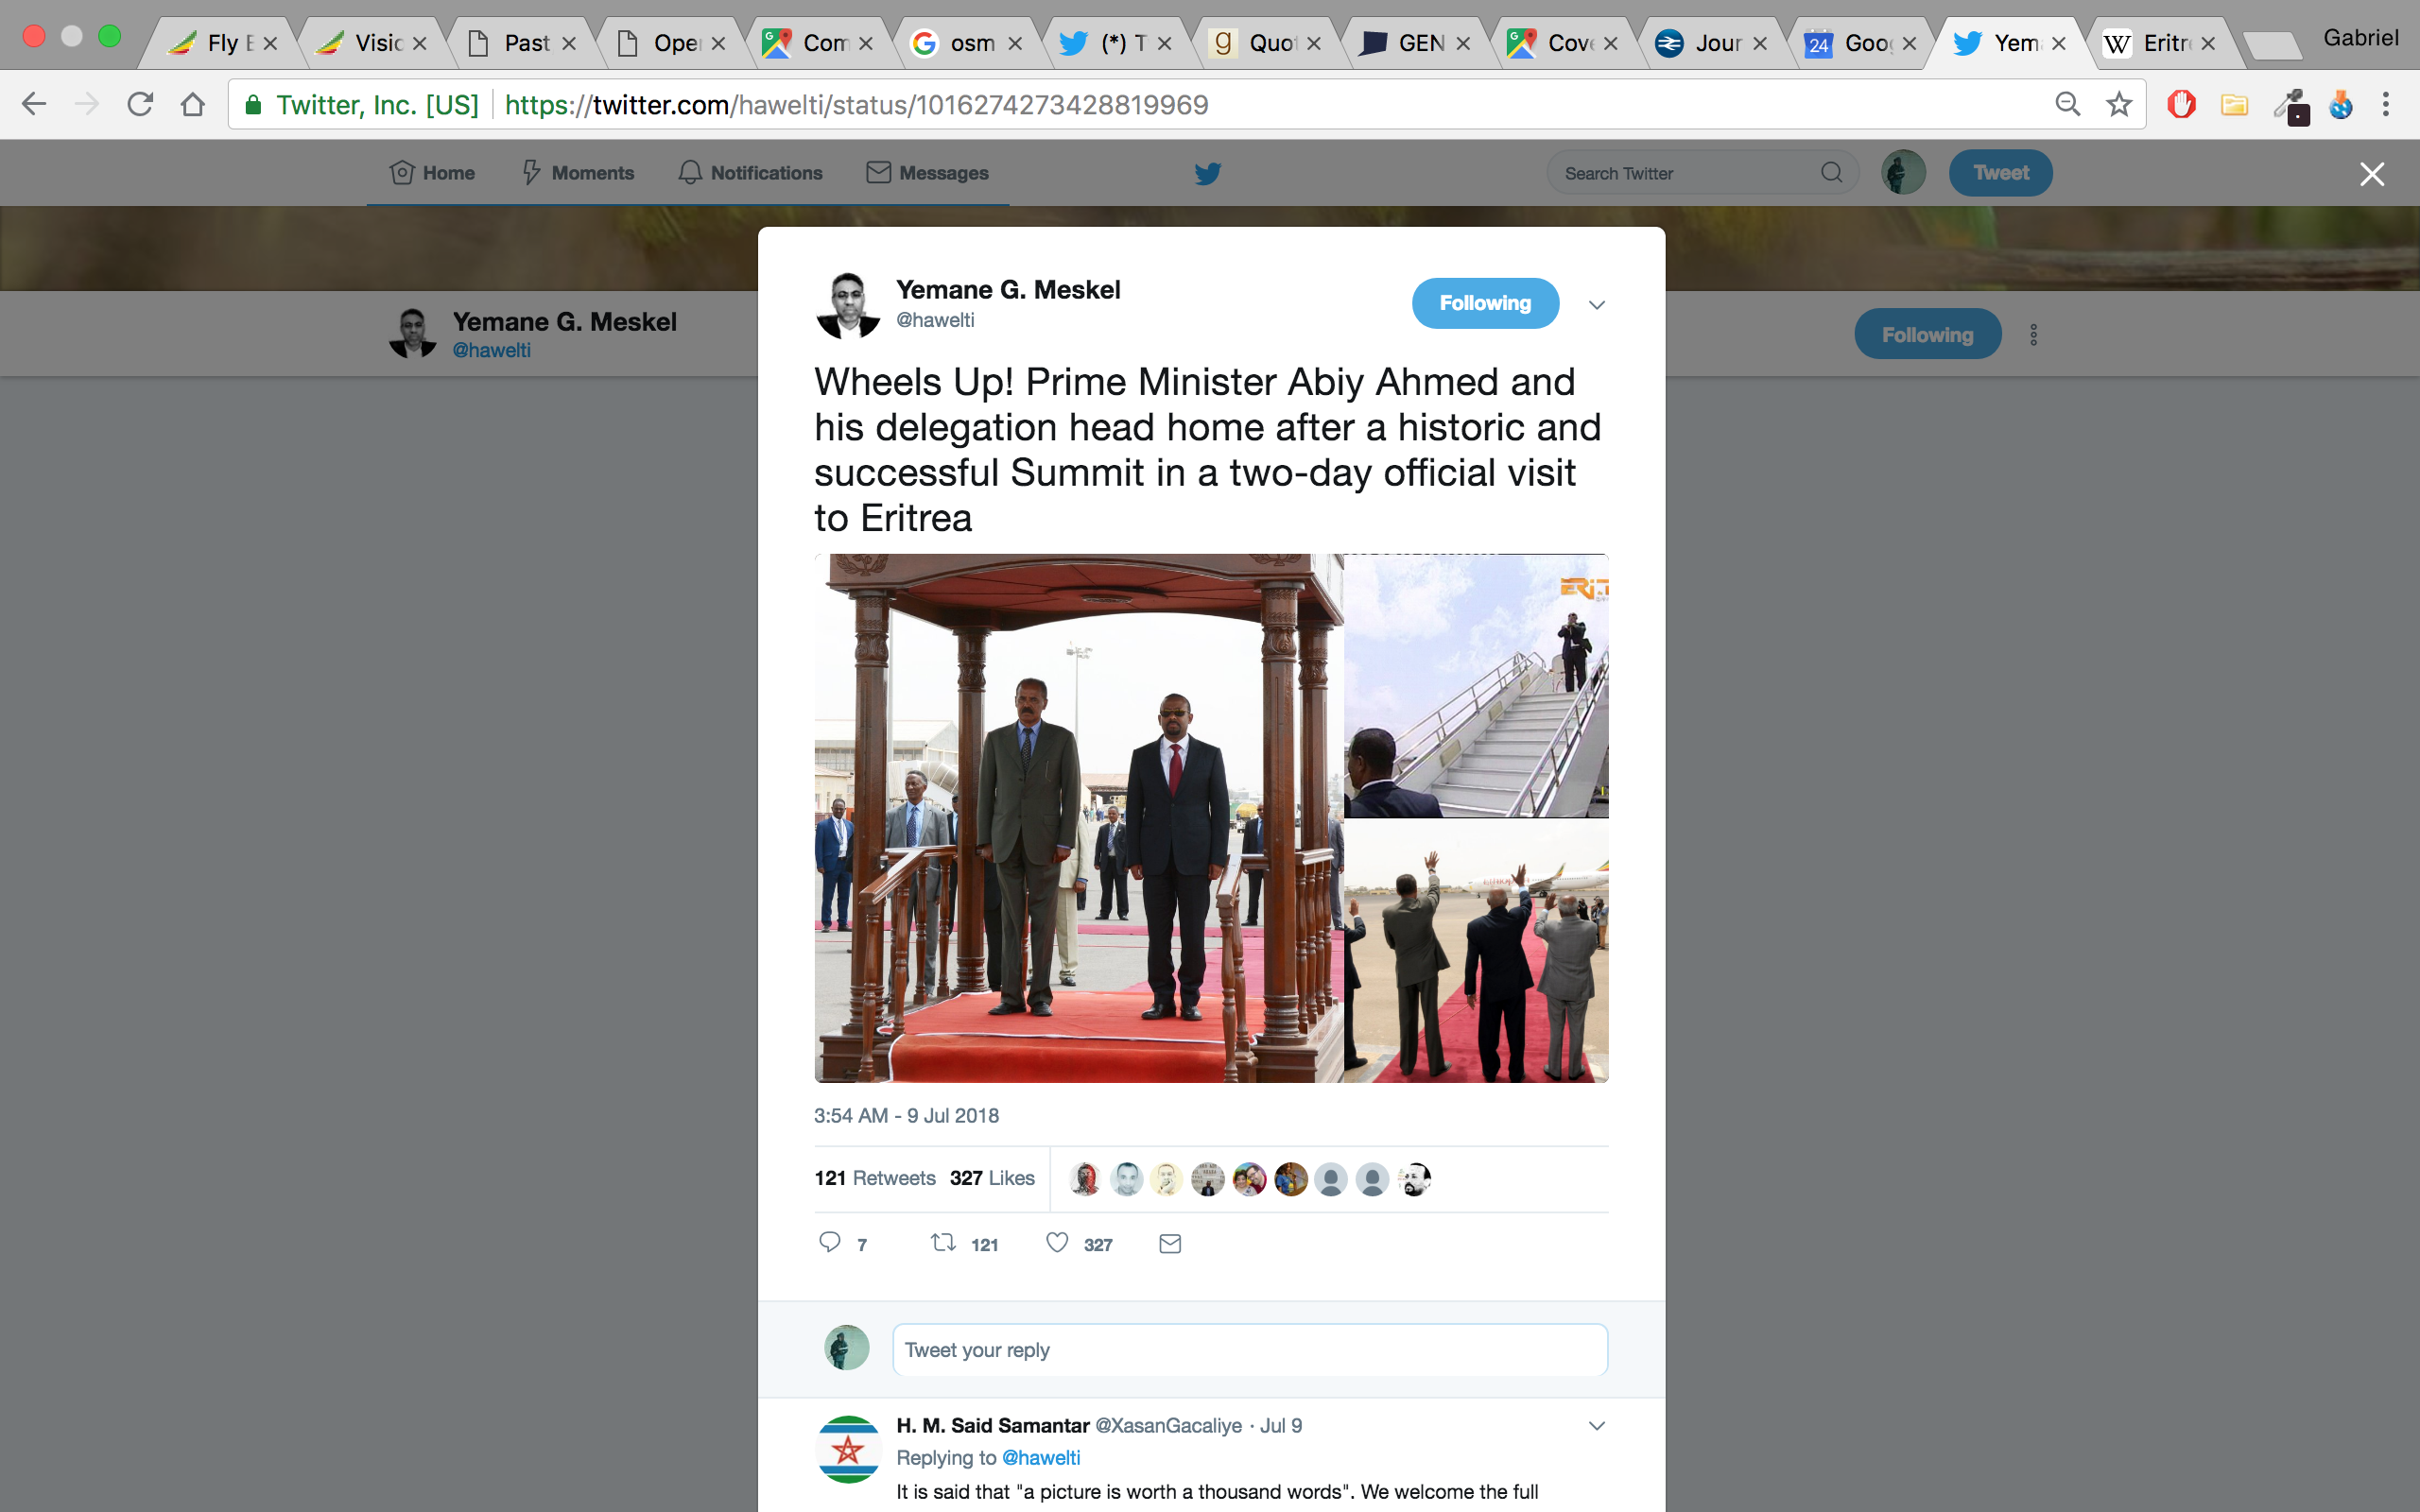 Fly E
Visio
Past
Ope
Com
osm
(*) T
Quo
GEN
Cov
Jour
24
Goo
Yem
W
Eritr
Gabriel
Twitter, Inc. [US]
https://twitter.com/hawelti/status/1016274273428819969
Home
Moments
Notifications
Messages
Search Twitter
Tweet
Yemane G. Meskel
@hawelti
Following
Yemane G. Meskel
@hawelti
Following
Wheels Up! Prime Minister Abiy Ahmed and
his delegation head home after a historic and
successful Summit in a two-day official visit
to Eritrea
3:54 AM - 9 Jul 2018
121 Retweets 327 Likes
7 121 327
Tweet your reply
H. M. Said Samantar @XasanGacaliye · Jul 9
Replying to @hawelti
It is said that "a picture is worth a thousand words". We welcome the full